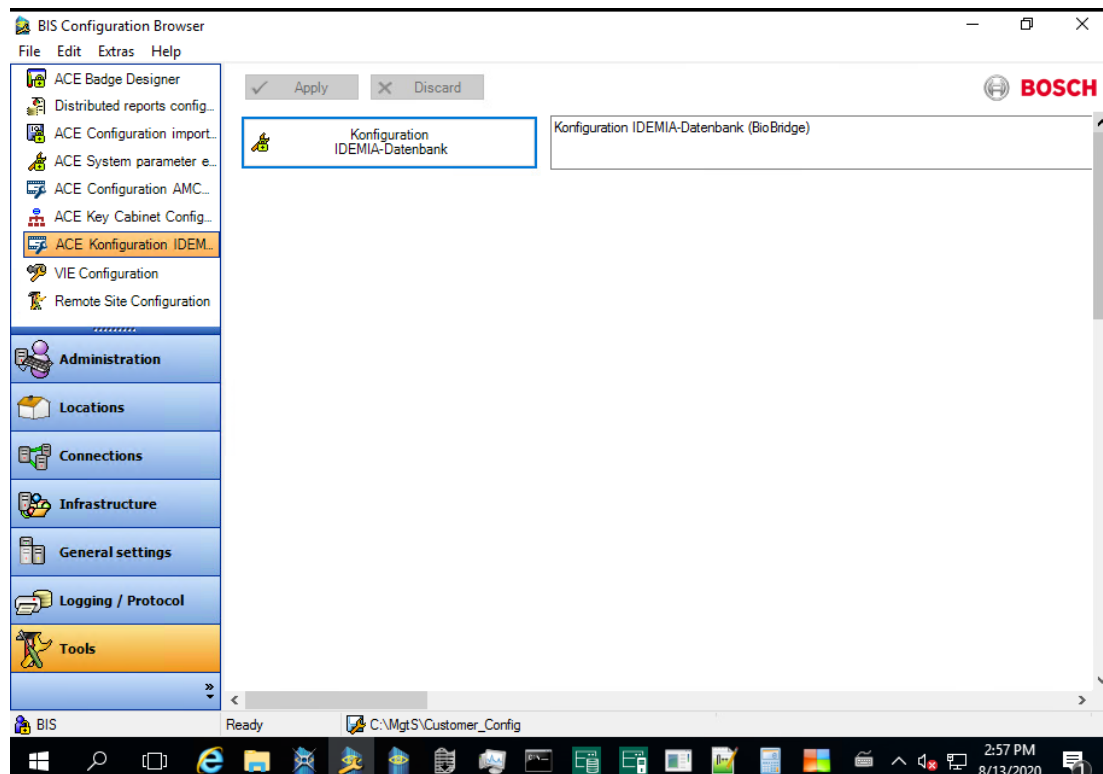 BIS Configuration Browser
File Edit Extras Help
ACE Badge Designer
Distributed reports config...
ACE Configuration import...
ACE System parameter e...
ACE Configuration AMC...
ACE Key Cabinet Config...
ACE Konfiguration IDEM...
VIE Configuration
Remote Site Configuration
Administration
Locations
Connections
Infrastructure
General settings
Logging / Protocol
Tools
Apply Discard
BOSCH
Konfiguration
IDEMIA-Datenbank
Konfiguration IDEMIA-Datenbank (BioBridge)
BIS Ready C:\MgtS\Customer_Config
2:57 PM
8/13/2020